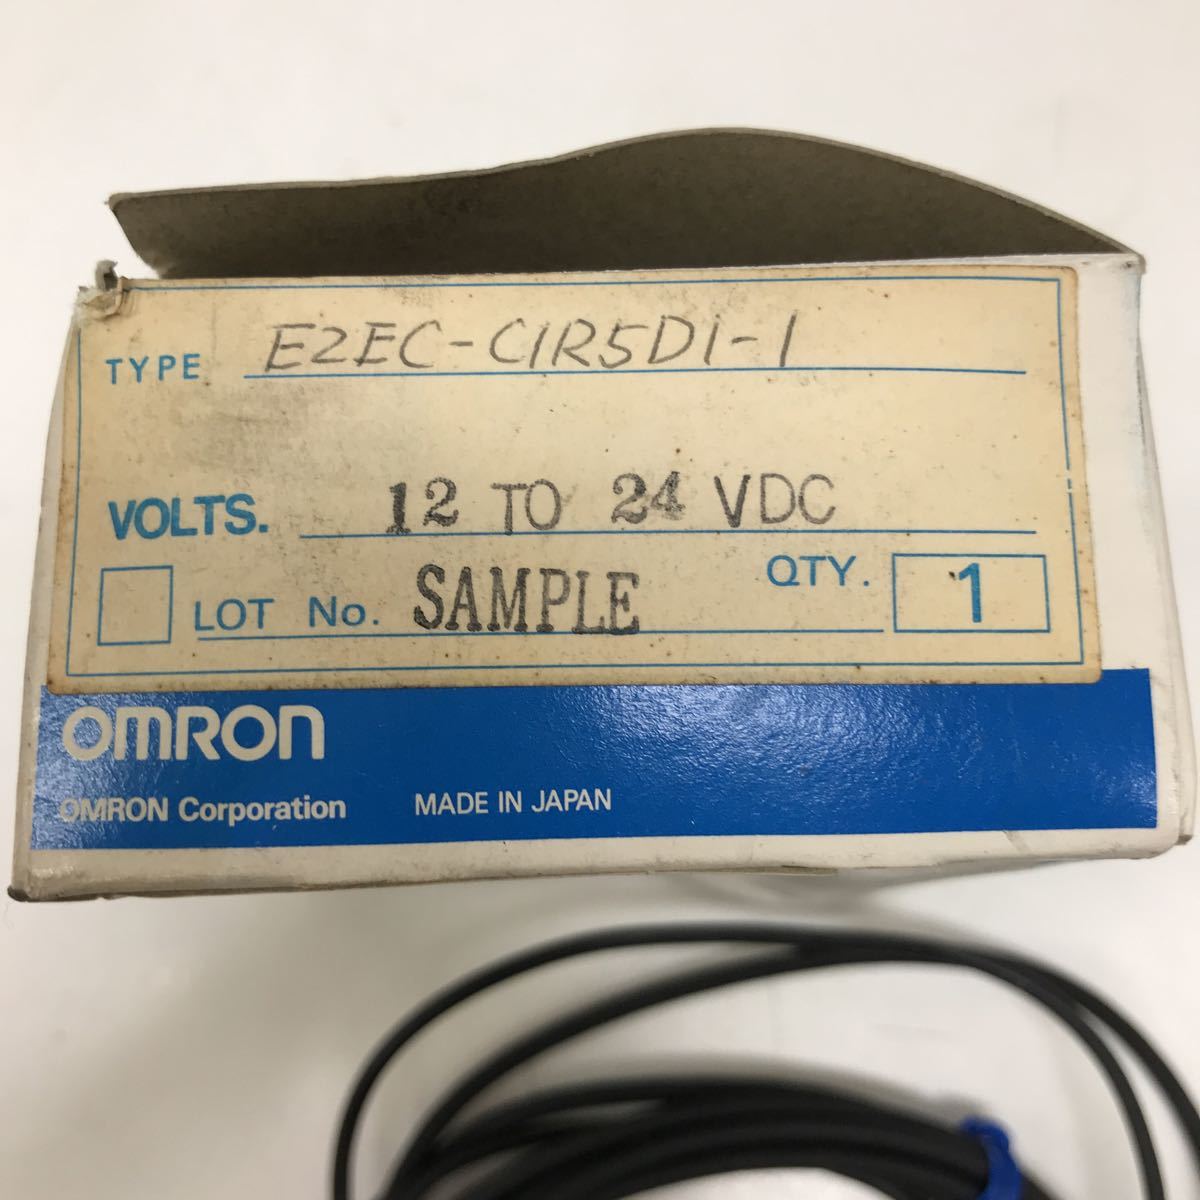 TYPE E2EC-C1R5D1-1
VOLTS. 12 TO 24 VDC
LOT No. SAMPLE QTY. 1
OMRON
OMRON Corporation MADE IN JAPAN